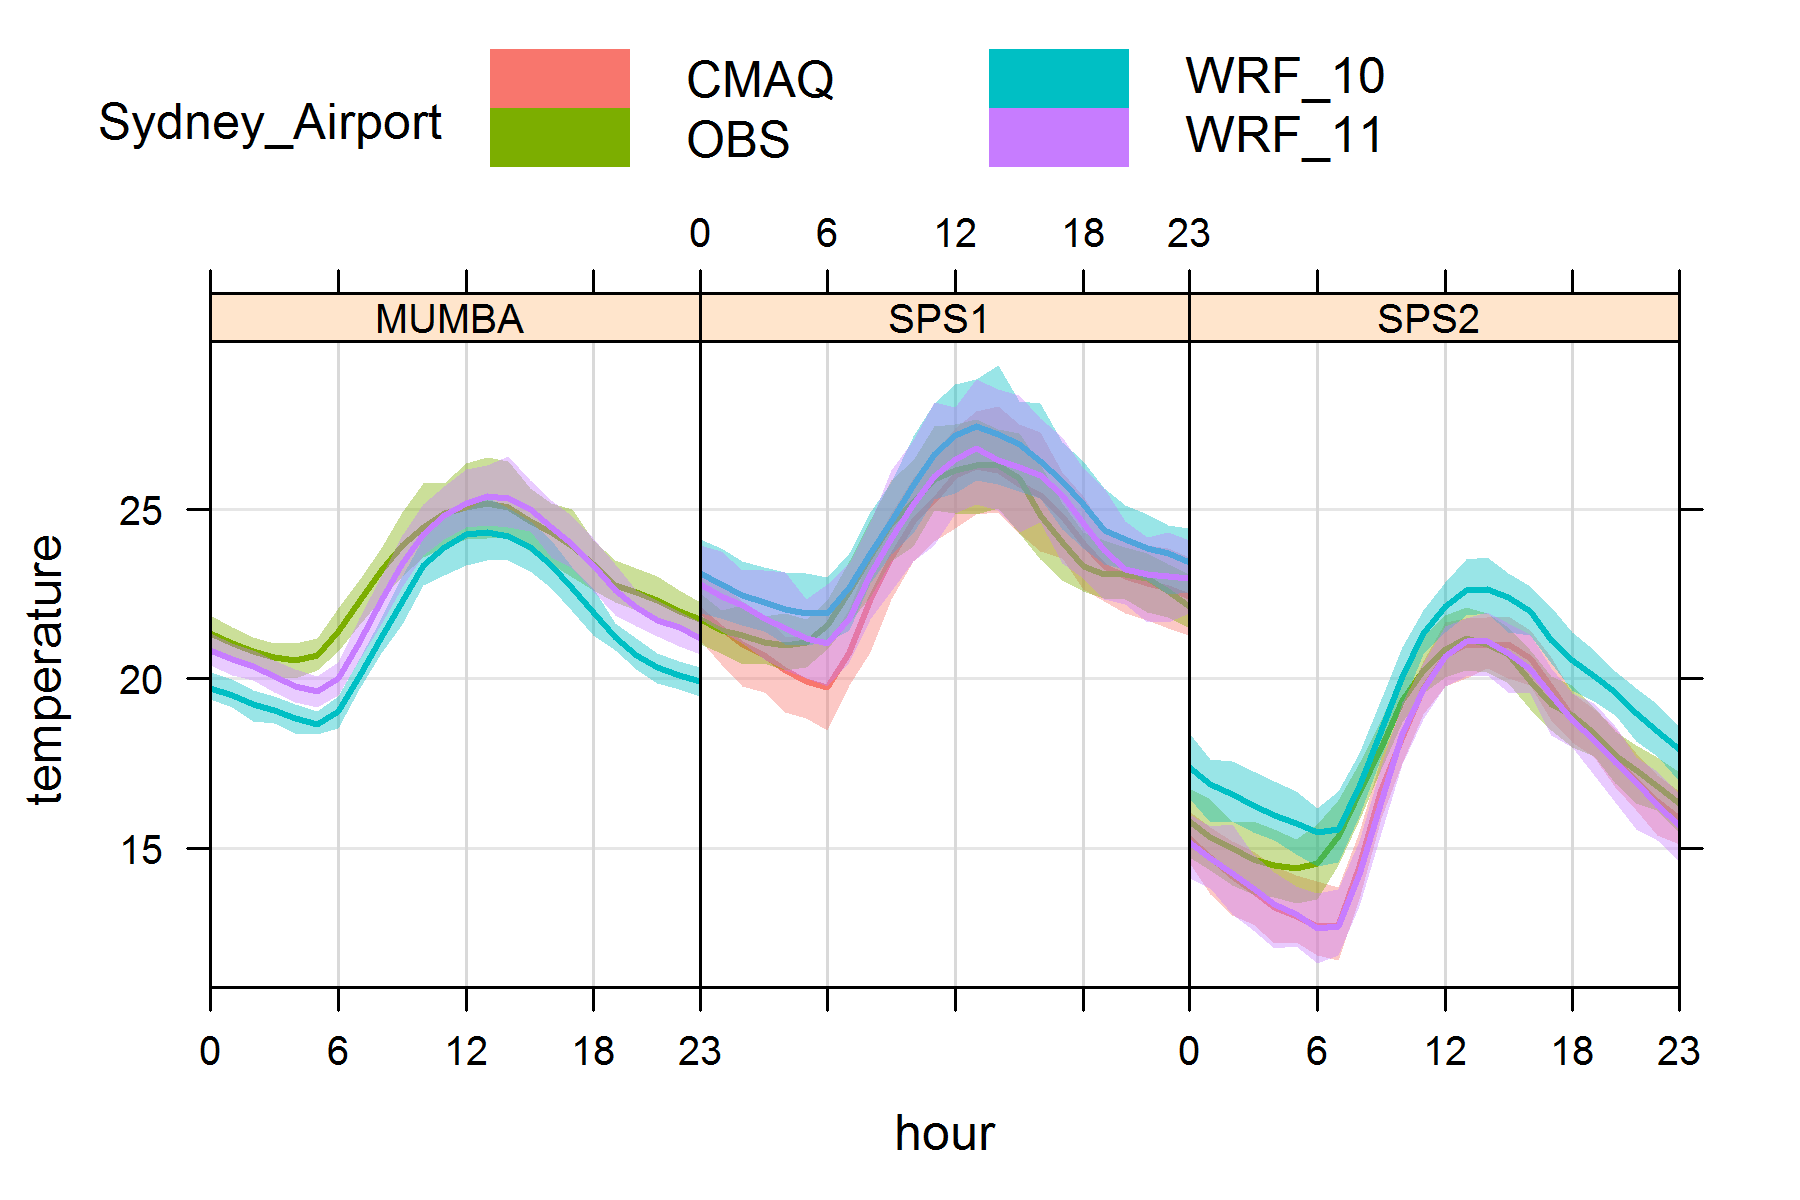 Sydney_Airport
CMAQ
OBS
WRF_10
WRF_11
0 6 12 18 23
MUMBA SPS1 SPS2
temperature
25
20
15
0 6 12 18 23 0 6 12 18 23
hour